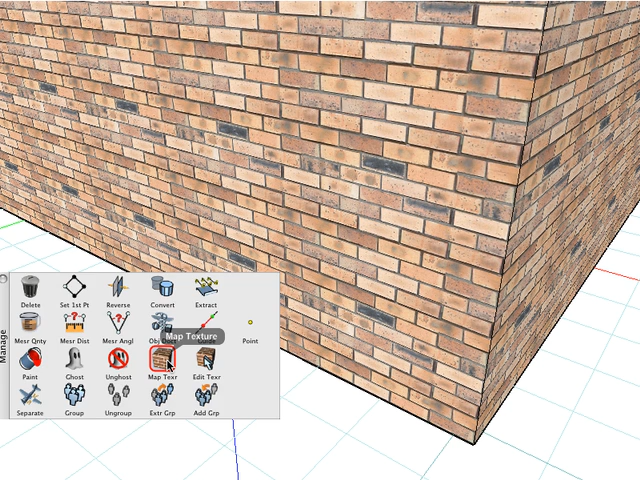 Manage
Delete Set 1st Pt Reverse Convert Extract
Mesr Qnty Mesr Dist Mesr Angl Point
Map Texture
Paint Ghost Unghost Map Texr Edit Texr
Separate Group Ungroup Extr Grp Add Grp